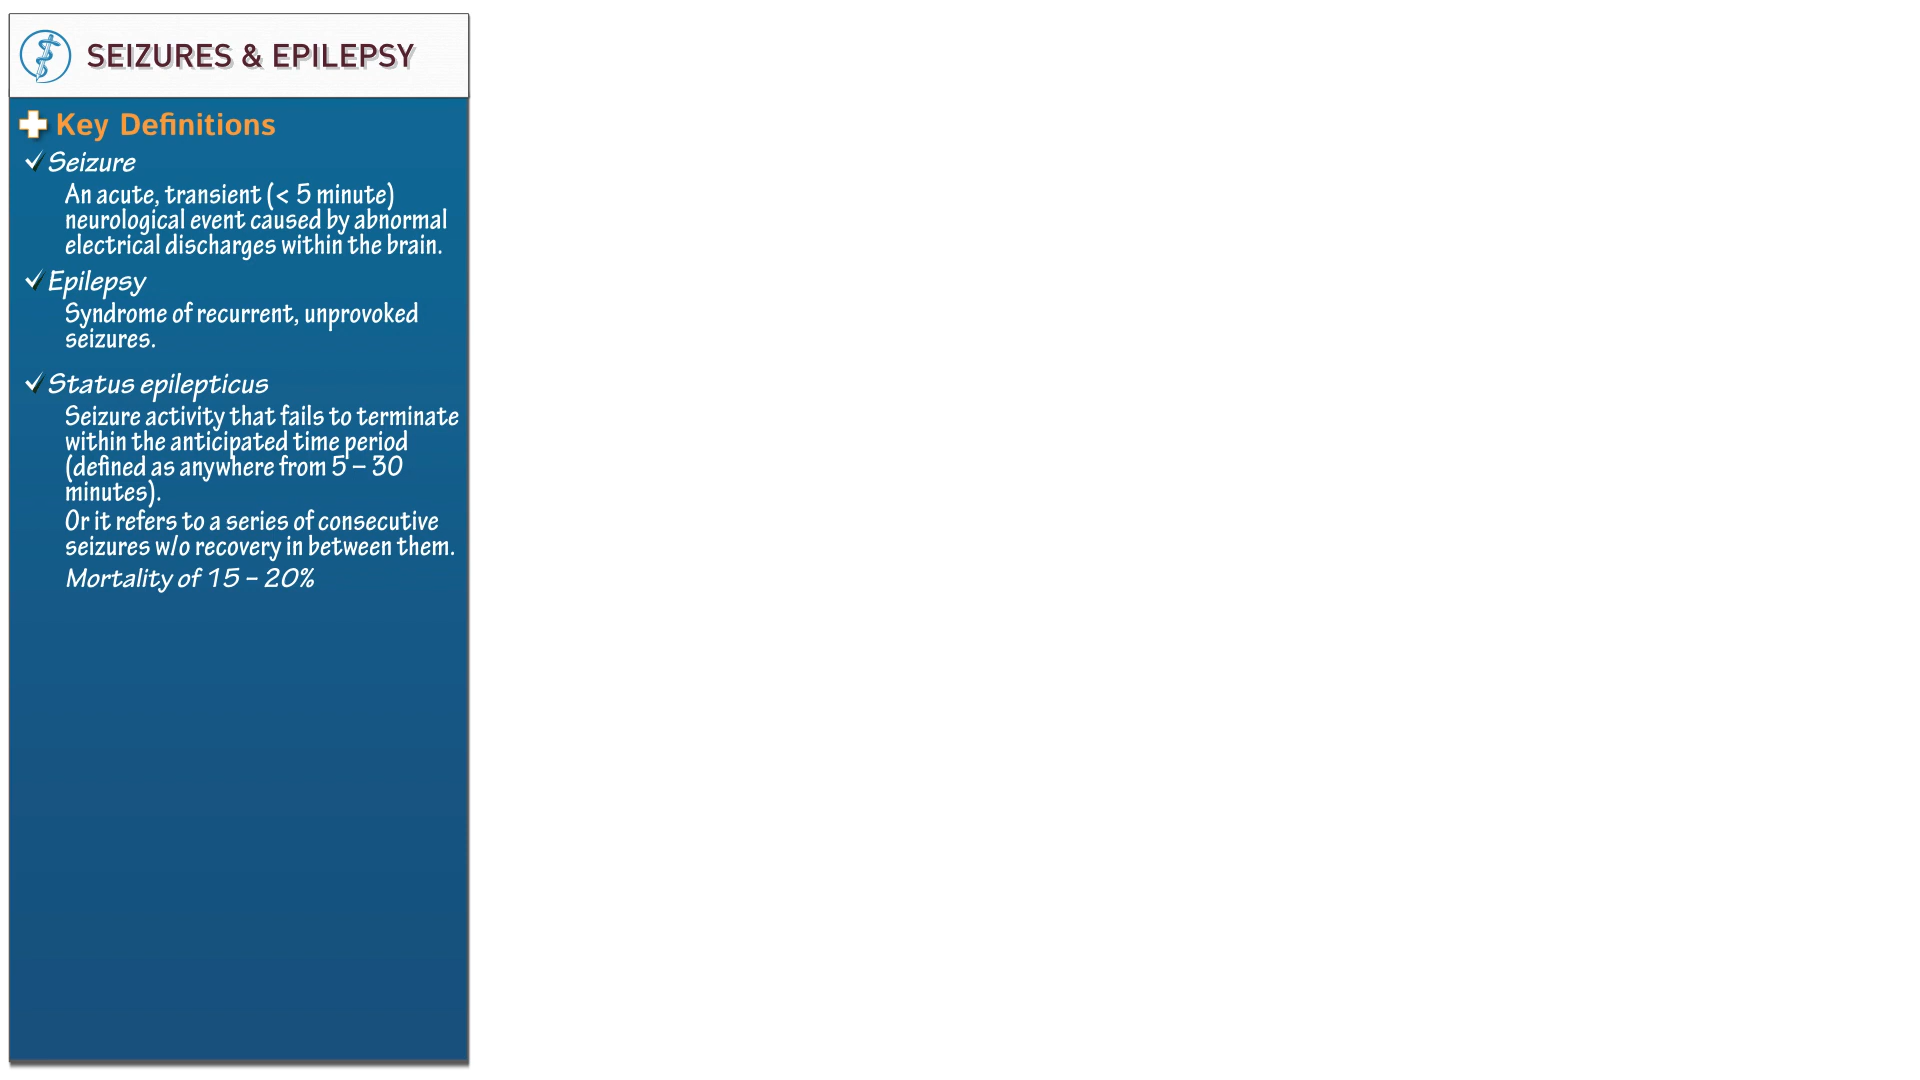 SEIZURES & EPILEPSY
Key Definitions
Seizure
An acute, transient (< 5 minute)
neurological event caused by abnormal
electrical discharges within the brain.
Epilepsy
Syndrome of recurrent, unprovoked
seizures.
Status epilepticus
Seizure activity that fails to terminate
within the anticipated time period
(defined as anywhere from 5 – 30
minutes).
Or it refers to a series of consecutive
seizures w/o recovery in between them.
Mortality of 15 – 20%